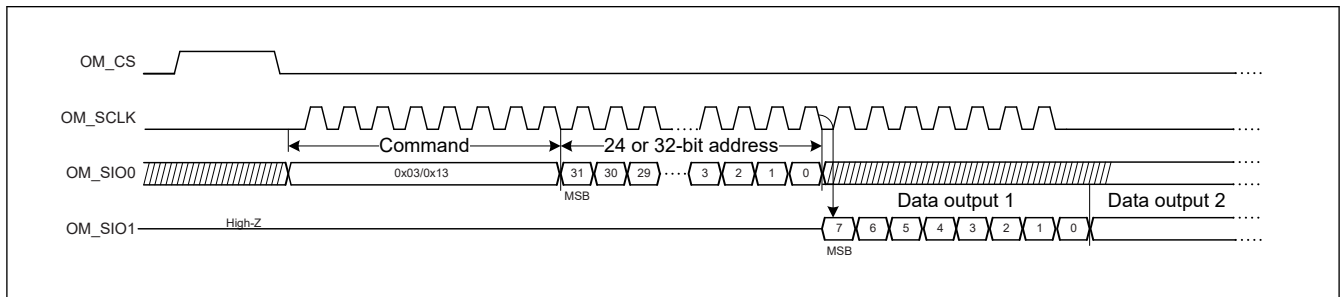 OM_CS
OM_SCLK
Command 24 or 32-bit address
OM_SIO0 0x03/0x13 31 30 29 3 2 1 0
MSB
Data output 1 Data output 2
OM_SIO1 High-Z 7 6 5 4 3 2 1 0
MSB